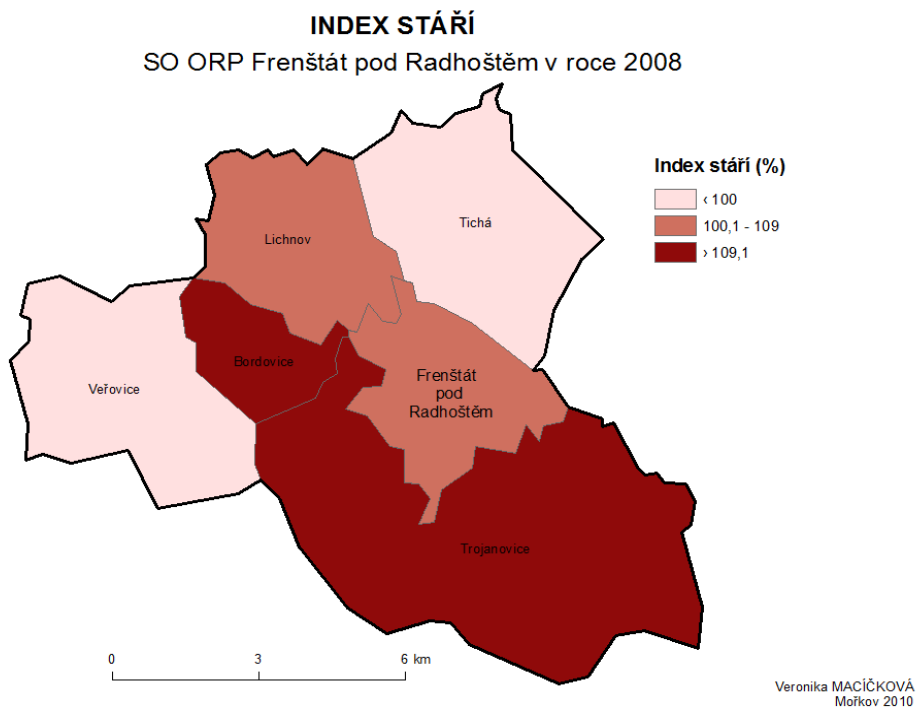 INDEX STÁŘÍ
SO ORP Frenštát pod Radhoštěm v roce 2008
Index stáří (%)
‹ 100
100,1 - 109
› 109,1
Tichá
Lichnov
Bordovice
Veřovice
Frenštát
pod
Radhoštěm
Trojanovice
0 3 6 km
Veronika MACÍČKOVÁ
Mořkov 2010